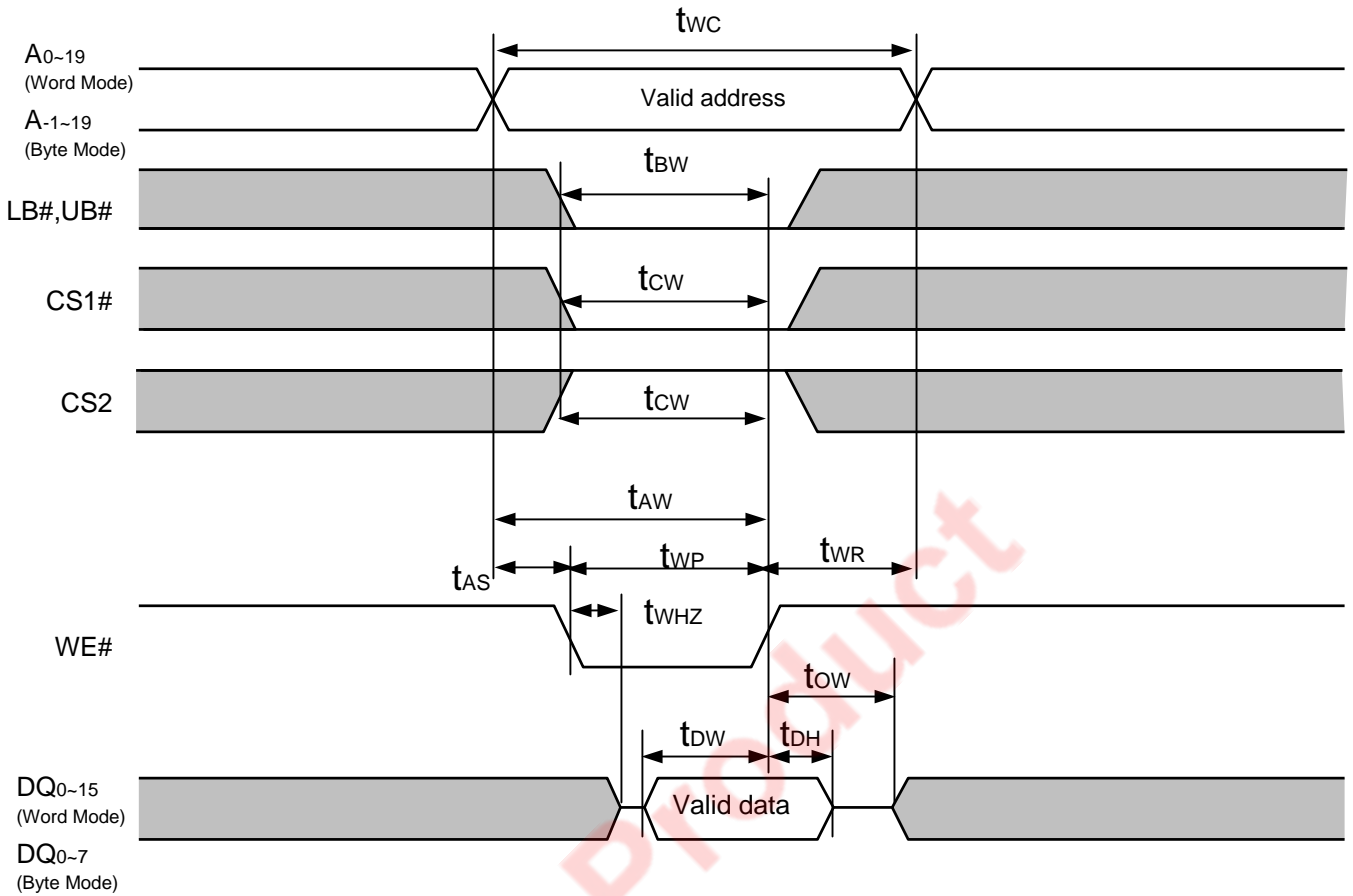 tWC
A0~19
(Word Mode)
Valid address
A-1~19
(Byte Mode)
tBW
LB#,UB#
tCW
CS1#
CS2
tCW
tAW
tAS
tWP
tWR
tWHZ
WE#
tOW
tDW
tDH
DQ0~15
(Word Mode)
Valid data
DQ0~7
(Byte Mode)
Product